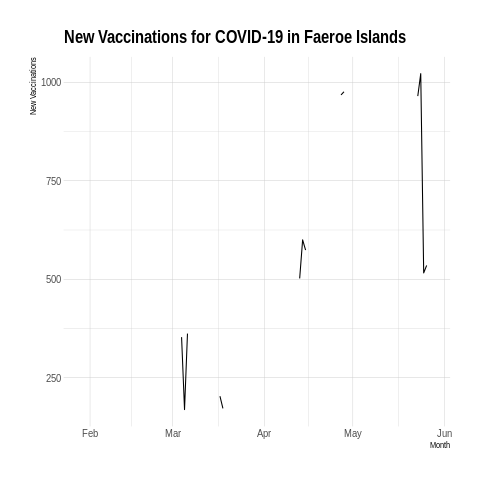 New Vaccinations for COVID-19 in Faeroe Islands
New Vaccinations
1000
750
500
250
Feb Mar Apr May Jun
Month